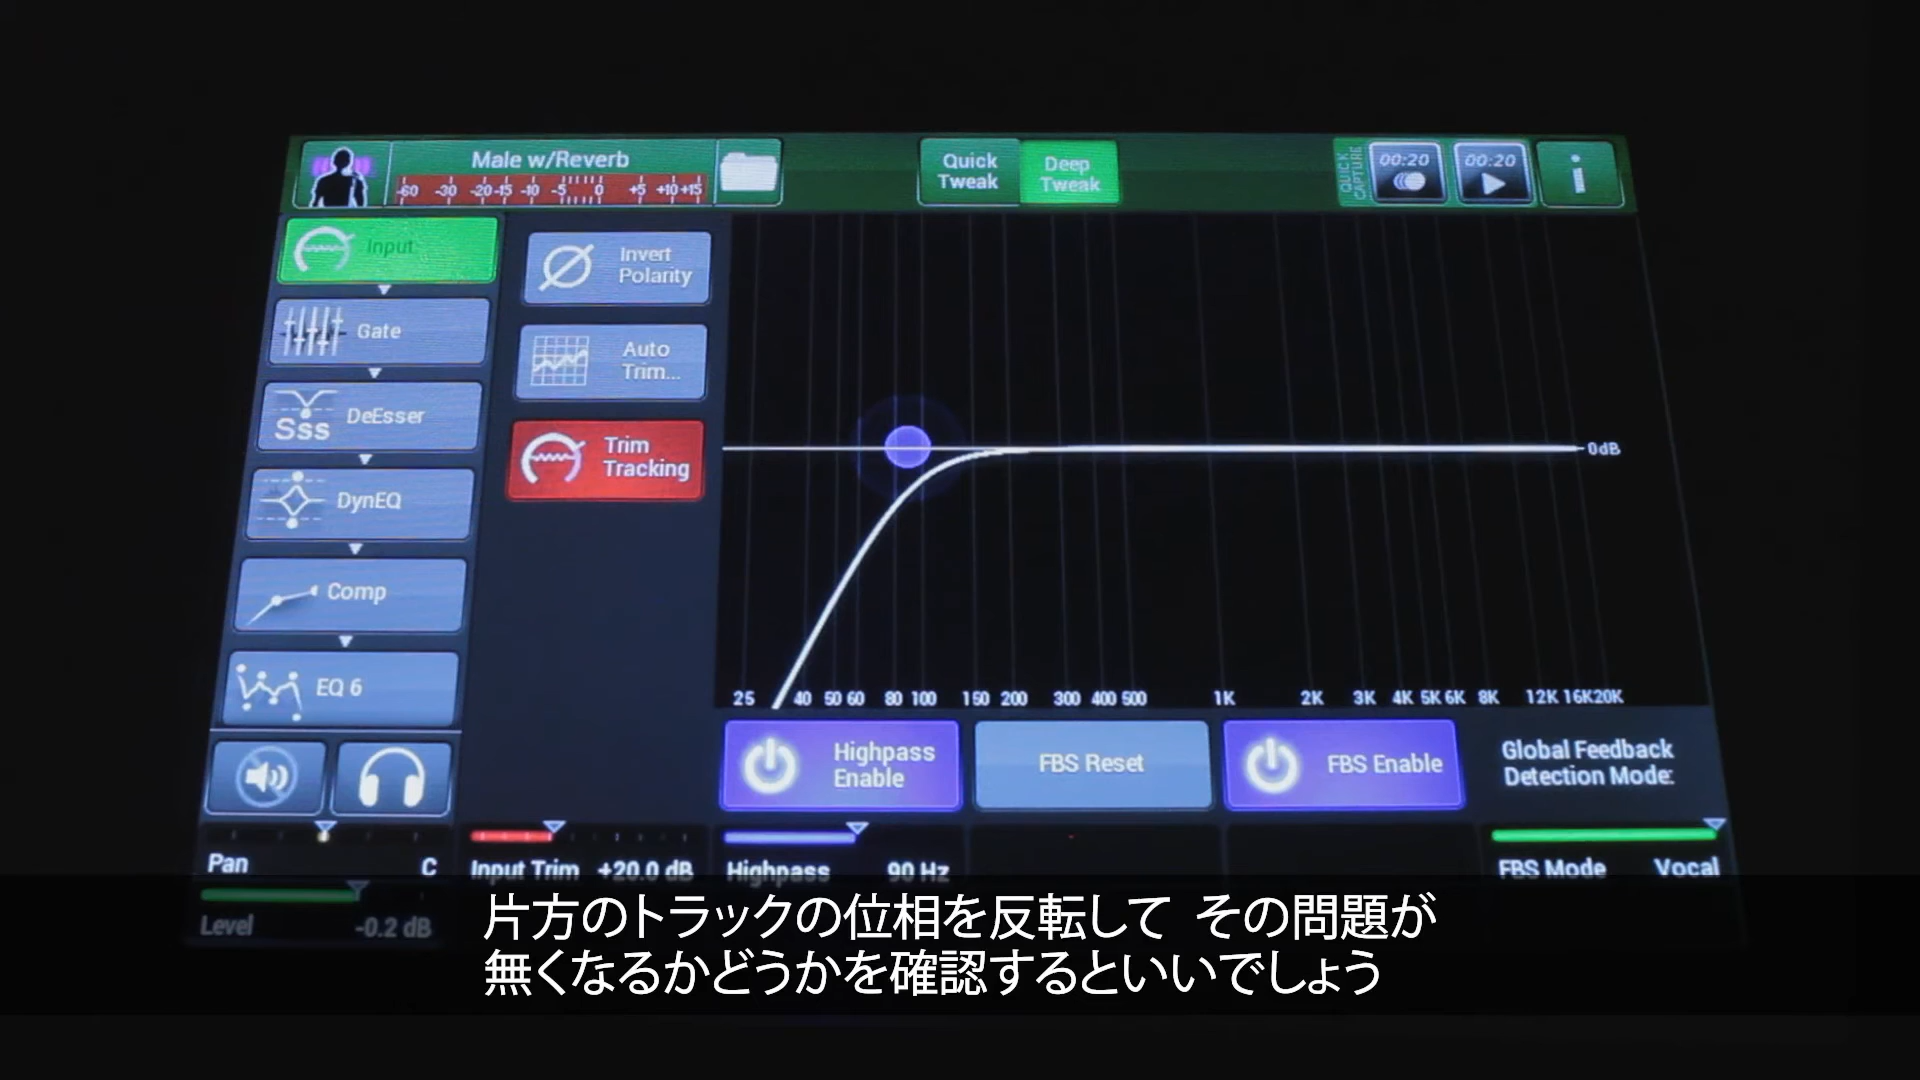 Male w/Reverb
-60 -30 -20 -15 -10 -5 0 +5 +10 +15
Quick
Tweak
Deep
Tweak
QUICK
CAPTURE
00:20
00:20
i
Input
Gate
Sss
DeEsser
DynEQ
Comp
EQ 6
Invert
Polarity
Auto
Trim...
Trim
Tracking
0dB
25 40 50 60 80 100 150 200 300 400 500 1K 2K 3K 4K 5K 6K 8K 12K 16K 20K
Highpass
Enable
FBS Reset
FBS Enable
Global Feedback
Detection Mode:
Pan C
Input Trim +20.0 dB
Highpass 90 Hz
FBS Mode Vocal
Level -0.2 dB
片方のトラックの位相を反転して その問題が
無くなるかどうかを確認するといいでしょう